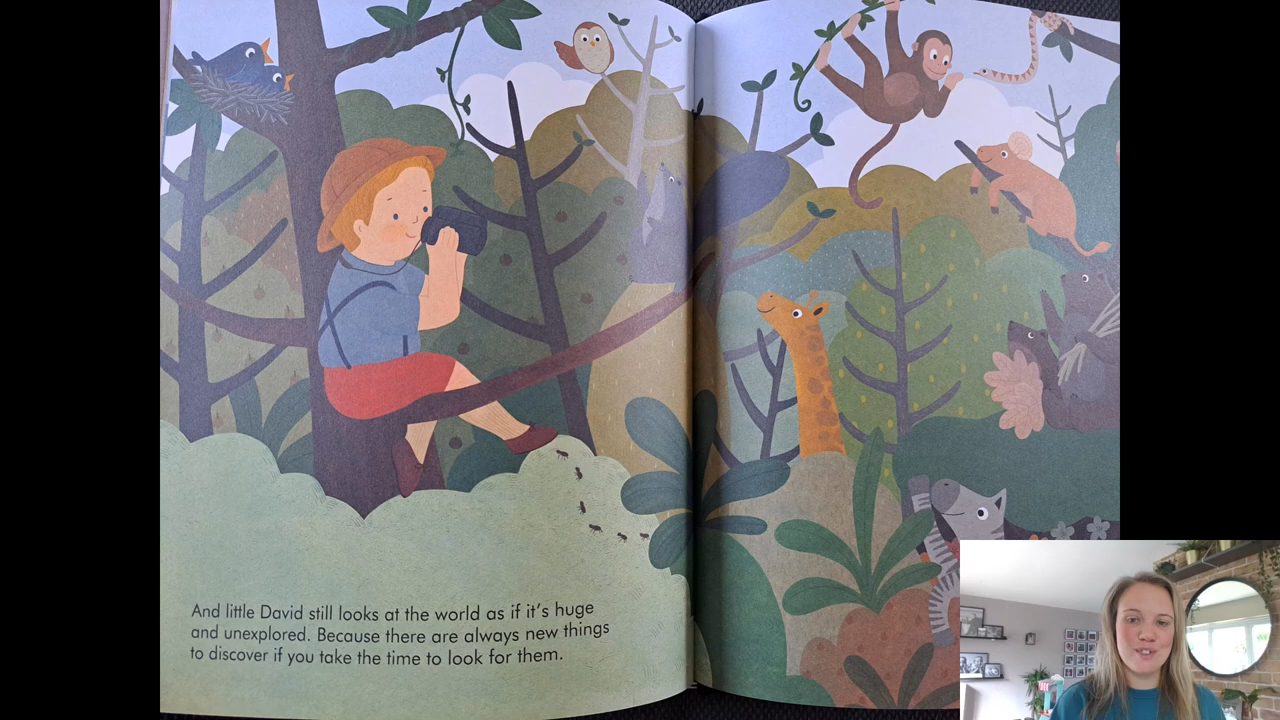 And little David still looks at the world as if it's huge
and unexplored. Because there are always new things
to discover if you take the time to look for them.